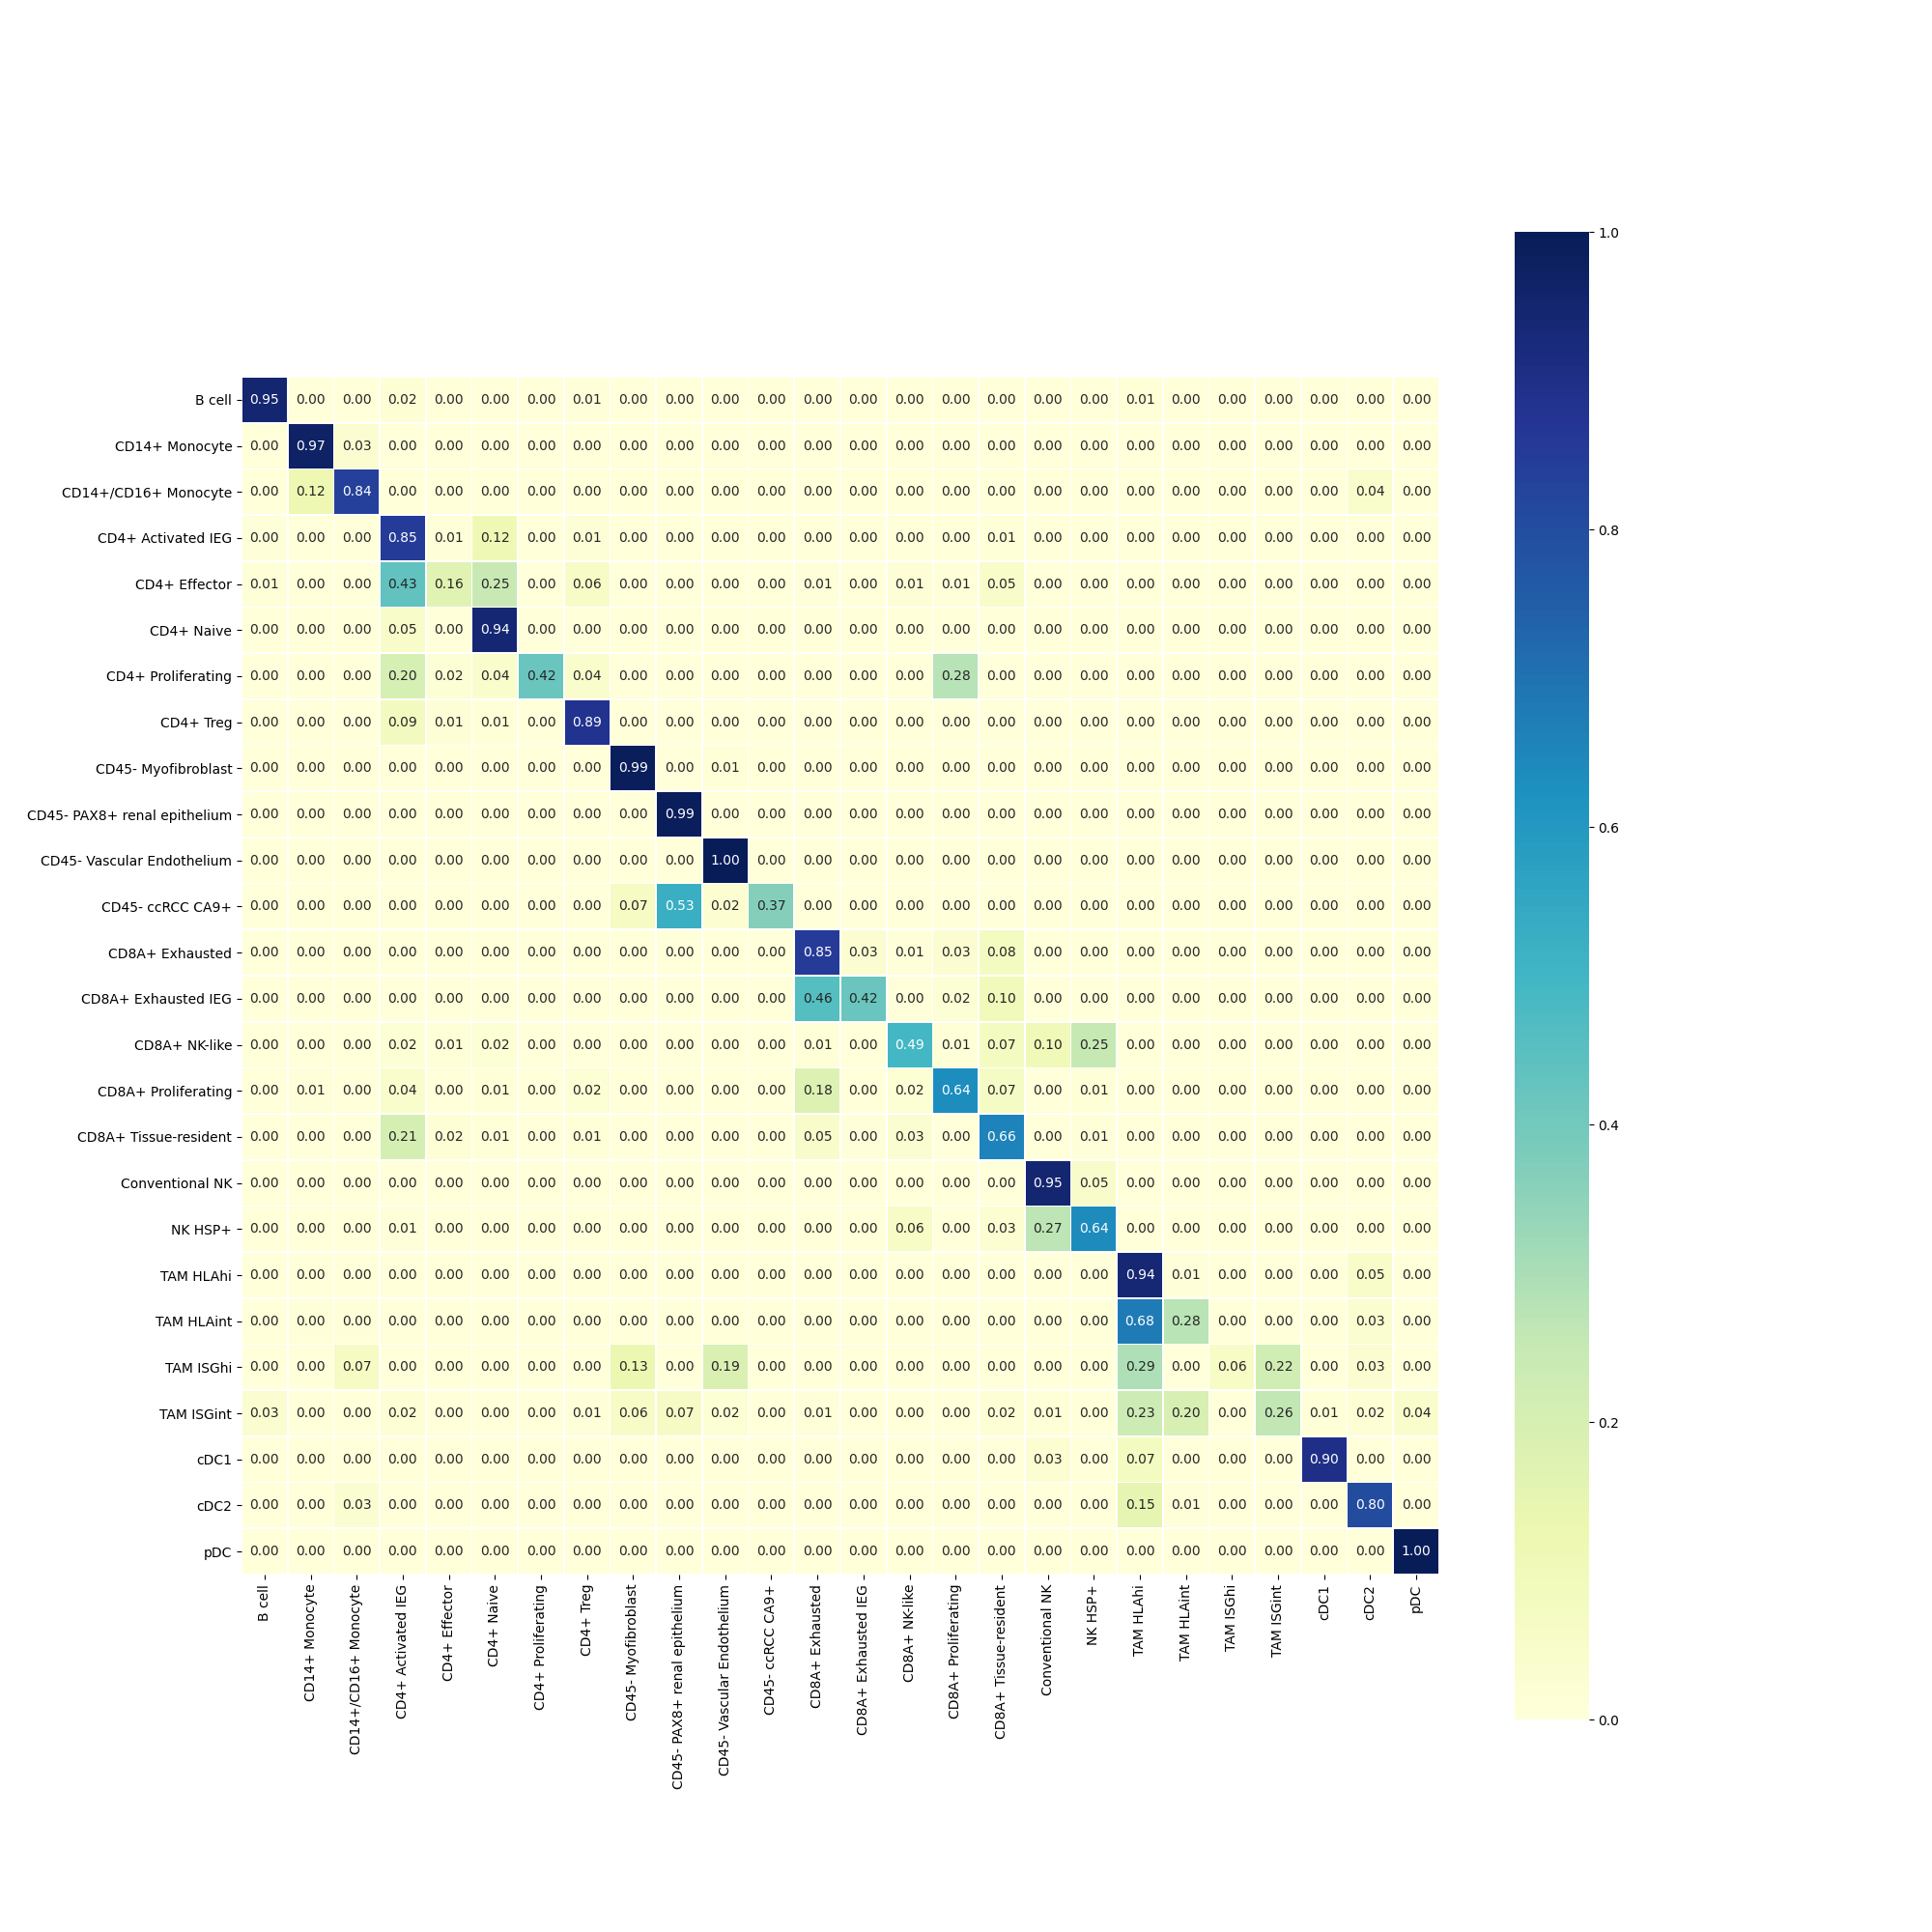 1.0
B cell 0.95 0.00 0.00 0.02 0.00 0.00 0.00 0.01 0.00 0.00 0.00 0.00 0.00 0.00 0.00 0.00 0.00 0.00 0.00 0.01 0.00 0.00 0.00 0.00 0.00 0.00
CD14+ Monocyte 0.00 0.97 0.03 0.00 0.00 0.00 0.00 0.00 0.00 0.00 0.00 0.00 0.00 0.00 0.00 0.00 0.00 0.00 0.00 0.00 0.00 0.00 0.00 0.00 0.00 0.00
CD14+/CD16+ Monocyte 0.00 0.12 0.84 0.00 0.00 0.00 0.00 0.00 0.00 0.00 0.00 0.00 0.00 0.00 0.00 0.00 0.00 0.00 0.00 0.00 0.00 0.00 0.00 0.00 0.04 0.00
0.8
CD4+ Activated IEG 0.00 0.00 0.00 0.85 0.01 0.12 0.00 0.01 0.00 0.00 0.00 0.00 0.00 0.00 0.00 0.00 0.01 0.00 0.00 0.00 0.00 0.00 0.00 0.00 0.00 0.00
CD4+ Effector 0.01 0.00 0.00 0.43 0.16 0.25 0.00 0.06 0.00 0.00 0.00 0.00 0.01 0.00 0.01 0.01 0.05 0.00 0.00 0.00 0.00 0.00 0.00 0.00 0.00 0.00
CD4+ Naive 0.00 0.00 0.00 0.05 0.00 0.94 0.00 0.00 0.00 0.00 0.00 0.00 0.00 0.00 0.00 0.00 0.00 0.00 0.00 0.00 0.00 0.00 0.00 0.00 0.00 0.00
CD4+ Proliferating 0.00 0.00 0.00 0.20 0.02 0.04 0.42 0.04 0.00 0.00 0.00 0.00 0.00 0.00 0.00 0.28 0.00 0.00 0.00 0.00 0.00 0.00 0.00 0.00 0.00 0.00
CD4+ Treg 0.00 0.00 0.00 0.09 0.01 0.01 0.00 0.89 0.00 0.00 0.00 0.00 0.00 0.00 0.00 0.00 0.00 0.00 0.00 0.00 0.00 0.00 0.00 0.00 0.00 0.00
CD45- Myofibroblast 0.00 0.00 0.00 0.00 0.00 0.00 0.00 0.00 0.99 0.00 0.01 0.00 0.00 0.00 0.00 0.00 0.00 0.00 0.00 0.00 0.00 0.00 0.00 0.00 0.00 0.00
CD45- PAX8+ renal epithelium 0.00 0.00 0.00 0.00 0.00 0.00 0.00 0.00 0.00 0.99 0.00 0.00 0.00 0.00 0.00 0.00 0.00 0.00 0.00 0.00 0.00 0.00 0.00 0.00 0.00 0.00
0.6
CD45- Vascular Endothelium 0.00 0.00 0.00 0.00 0.00 0.00 0.00 0.00 0.00 0.00 1.00 0.00 0.00 0.00 0.00 0.00 0.00 0.00 0.00 0.00 0.00 0.00 0.00 0.00 0.00 0.00
CD45- ccRCC CA9+ 0.00 0.00 0.00 0.00 0.00 0.00 0.00 0.00 0.07 0.53 0.02 0.37 0.00 0.00 0.00 0.00 0.00 0.00 0.00 0.00 0.00 0.00 0.00 0.00 0.00 0.00
CD8A+ Exhausted 0.00 0.00 0.00 0.00 0.00 0.00 0.00 0.00 0.00 0.00 0.00 0.00 0.85 0.03 0.01 0.03 0.08 0.00 0.00 0.00 0.00 0.00 0.00 0.00 0.00 0.00
CD8A+ Exhausted IEG 0.00 0.00 0.00 0.00 0.00 0.00 0.00 0.00 0.00 0.00 0.00 0.00 0.46 0.42 0.00 0.02 0.10 0.00 0.00 0.00 0.00 0.00 0.00 0.00 0.00 0.00
CD8A+ NK-like 0.00 0.00 0.00 0.02 0.01 0.02 0.00 0.00 0.00 0.00 0.00 0.00 0.01 0.00 0.49 0.01 0.07 0.10 0.25 0.00 0.00 0.00 0.00 0.00 0.00 0.00
CD8A+ Proliferating 0.00 0.01 0.00 0.04 0.00 0.01 0.00 0.02 0.00 0.00 0.00 0.00 0.18 0.00 0.02 0.64 0.07 0.00 0.01 0.00 0.00 0.00 0.00 0.00 0.00 0.00
0.4
CD8A+ Tissue-resident 0.00 0.00 0.00 0.21 0.02 0.01 0.00 0.01 0.00 0.00 0.00 0.00 0.05 0.00 0.03 0.00 0.66 0.00 0.01 0.00 0.00 0.00 0.00 0.00 0.00 0.00
Conventional NK 0.00 0.00 0.00 0.00 0.00 0.00 0.00 0.00 0.00 0.00 0.00 0.00 0.00 0.00 0.00 0.00 0.00 0.95 0.05 0.00 0.00 0.00 0.00 0.00 0.00 0.00
NK HSP+ 0.00 0.00 0.00 0.01 0.00 0.00 0.00 0.00 0.00 0.00 0.00 0.00 0.00 0.00 0.06 0.00 0.03 0.27 0.64 0.00 0.00 0.00 0.00 0.00 0.00 0.00
TAM HLAhi 0.00 0.00 0.00 0.00 0.00 0.00 0.00 0.00 0.00 0.00 0.00 0.00 0.00 0.00 0.00 0.00 0.00 0.00 0.00 0.94 0.01 0.00 0.00 0.00 0.05 0.00
TAM HLAint 0.00 0.00 0.00 0.00 0.00 0.00 0.00 0.00 0.00 0.00 0.00 0.00 0.00 0.00 0.00 0.00 0.00 0.00 0.00 0.68 0.28 0.00 0.00 0.00 0.03 0.00
TAM ISGhi 0.00 0.00 0.07 0.00 0.00 0.00 0.00 0.00 0.13 0.00 0.19 0.00 0.00 0.00 0.00 0.00 0.00 0.00 0.00 0.29 0.00 0.06 0.22 0.00 0.03 0.00
TAM ISGint 0.03 0.00 0.00 0.02 0.00 0.00 0.00 0.01 0.06 0.07 0.02 0.00 0.01 0.00 0.00 0.00 0.02 0.01 0.00 0.23 0.20 0.00 0.26 0.01 0.02 0.04
0.2
cDC1 0.00 0.00 0.00 0.00 0.00 0.00 0.00 0.00 0.00 0.00 0.00 0.00 0.00 0.00 0.00 0.00 0.00 0.03 0.00 0.07 0.00 0.00 0.00 0.90 0.00 0.00
cDC2 0.00 0.00 0.03 0.00 0.00 0.00 0.00 0.00 0.00 0.00 0.00 0.00 0.00 0.00 0.00 0.00 0.00 0.00 0.00 0.15 0.01 0.00 0.00 0.00 0.80 0.00
pDC 0.00 0.00 0.00 0.00 0.00 0.00 0.00 0.00 0.00 0.00 0.00 0.00 0.00 0.00 0.00 0.00 0.00 0.00 0.00 0.00 0.00 0.00 0.00 0.00 0.00 1.00
0.0
B cell
CD14+ Monocyte
CD14+/CD16+ Monocyte
CD4+ Activated IEG
CD4+ Effector
CD4+ Naive
CD4+ Proliferating
CD4+ Treg
CD45- Myofibroblast
CD45- PAX8+ renal epithelium
CD45- Vascular Endothelium
CD45- ccRCC CA9+
CD8A+ Exhausted
CD8A+ Exhausted IEG
CD8A+ NK-like
CD8A+ Proliferating
CD8A+ Tissue-resident
Conventional NK
NK HSP+
TAM HLAhi
TAM HLAint
TAM ISGhi
TAM ISGint
cDC1
cDC2
pDC